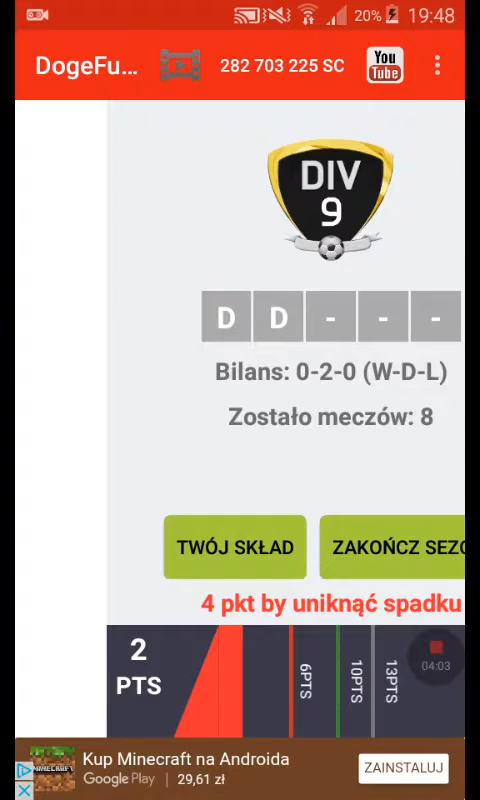 20% 19:48
DogeFu... 282 703 225 SC You Tube
DIV
9
D D - - -
Bilans: 0-2-0 (W-D-L)
Zostało meczów: 8
TWÓJ SKŁAD ZAKOŃCZ SEZO
4 pkt by uniknąć spadku
2
PTS
6PTS
10PTS
13PTS
04:03
MINECRAFT
Kup Minecraft na Androida
Google Play | 29,61 zł
ZAINSTALUJ